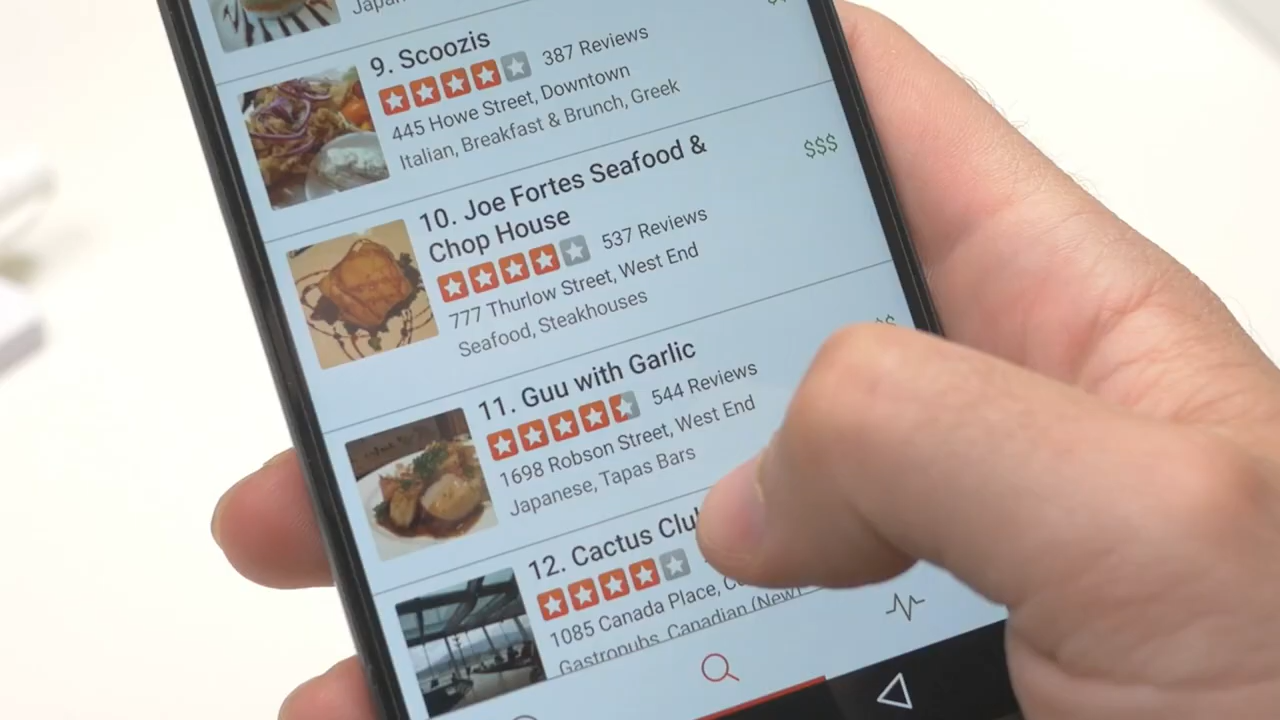 Japan
9. Scoozis
387 Reviews
445 Howe Street, Downtown
Italian, Breakfast & Brunch, Greek
10. Joe Fortes Seafood &
Chop House
$$$
537 Reviews
777 Thurlow Street, West End
Seafood, Steakhouses
11. Guu with Garlic
$$
544 Reviews
1698 Robson Street, West End
Japanese, Tapas Bars
12. Cactus Clu
1085 Canada Place,
Gastropubs, Canadian (New)